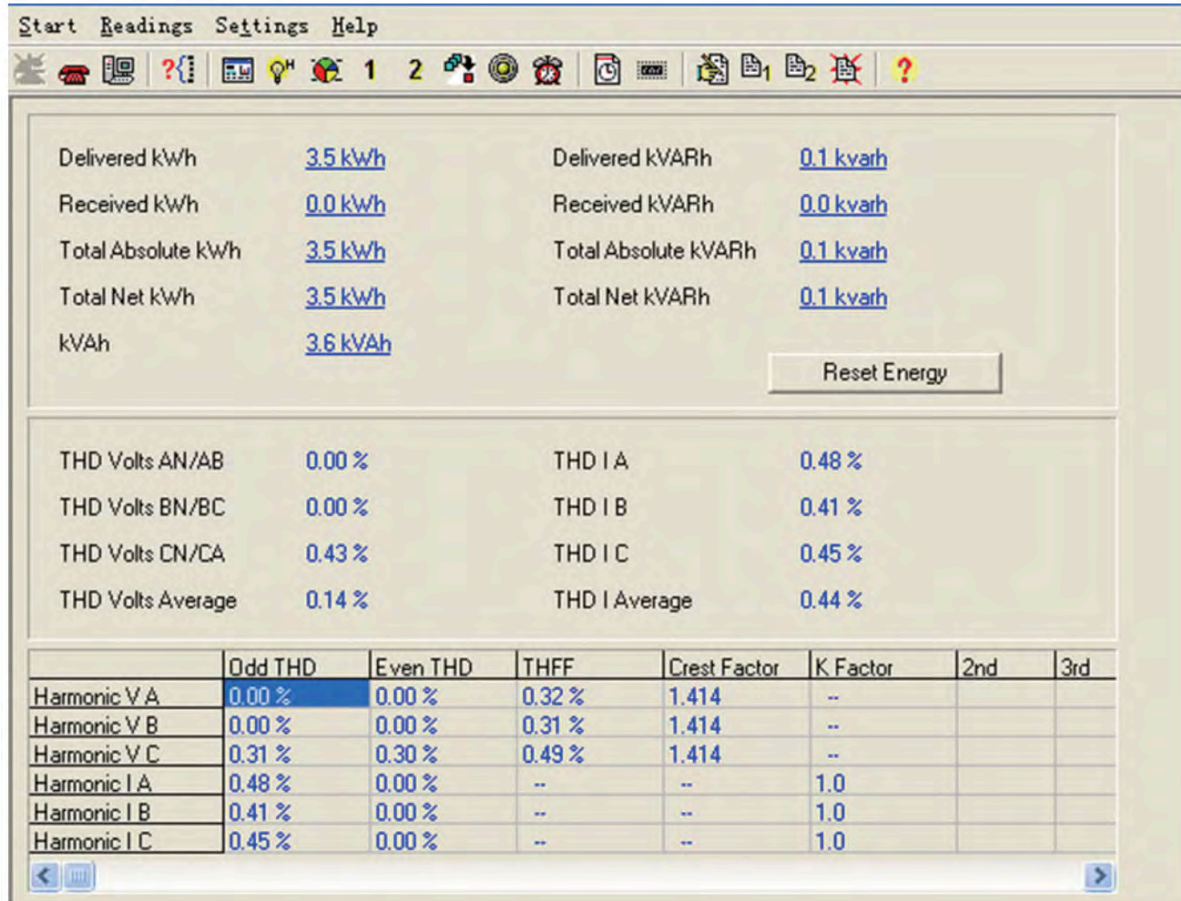 Start Readings Settings Help
?{ H 1 2 1 2 ?
Delivered kWh 3.5 kWh Delivered kVARh 0.1 kvarh
Received kWh 0.0 kWh Received kVARh 0.0 kvarh
Total Absolute kWh 3.5 kWh Total Absolute kVARh 0.1 kvarh
Total Net kWh 3.5 kWh Total Net kVARh 0.1 kvarh
kVAh 3.6 kVAh
Reset Energy
THD Volts AN/AB 0.00 % THD I A 0.48 %
THD Volts BN/BC 0.00 % THD I B 0.41 %
THD Volts CN/CA 0.43 % THD I C 0.45 %
THD Volts Average 0.14 % THD I Average 0.44 %
Odd THD Even THD THFF Crest Factor K Factor 2nd 3rd
Harmonic V A 0.00 % 0.00 % 0.32 % 1.414 --
Harmonic V B 0.00 % 0.00 % 0.31 % 1.414 --
Harmonic V C 0.31 % 0.30 % 0.49 % 1.414 --
Harmonic I A 0.48 % 0.00 % -- -- 1.0
Harmonic I B 0.41 % 0.00 % -- -- 1.0
Harmonic I C 0.45 % 0.00 % -- -- 1.0